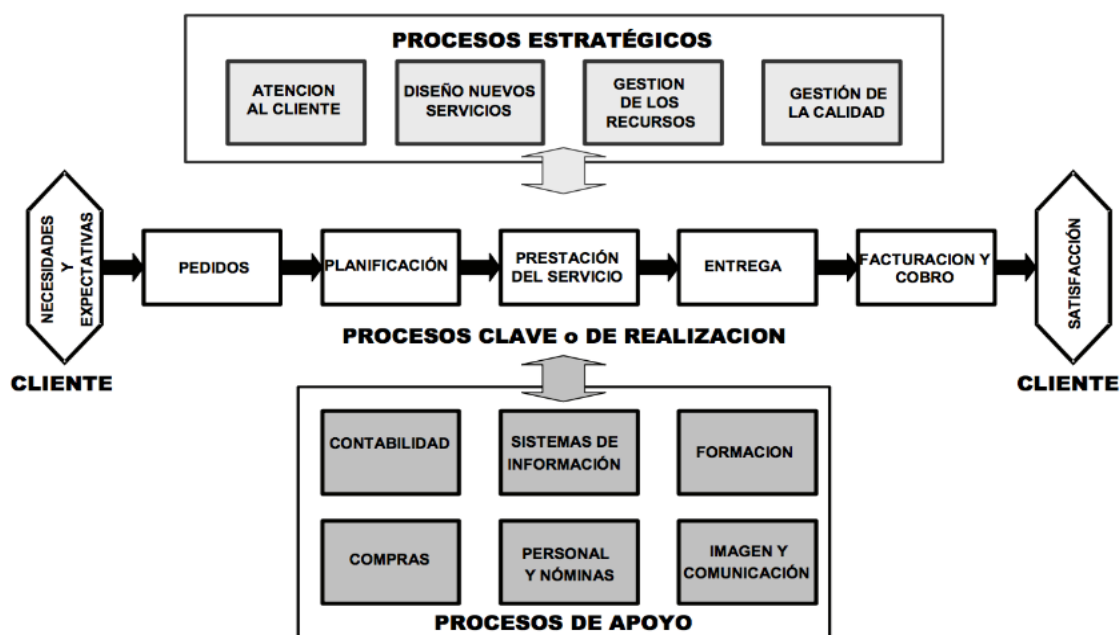 PROCESOS ESTRATÉGICOS
ATENCION
AL CLIENTE
DISEÑO NUEVOS
SERVICIOS
GESTION
DE LOS
RECURSOS
GESTIÓN DE
LA CALIDAD
NECESIDADES
Y
EXPECTATIVAS
CLIENTE
PEDIDOS
PLANIFICACIÓN
PRESTACIÓN
DEL SERVICIO
ENTREGA
FACTURACION Y
COBRO
SATISFACCIÓN
CLIENTE
PROCESOS CLAVE o DE REALIZACION
CONTABILIDAD
SISTEMAS DE
INFORMACIÓN
FORMACION
COMPRAS
PERSONAL
Y NÓMINAS
IMAGEN Y
COMUNICACIÓN
PROCESOS DE APOYO